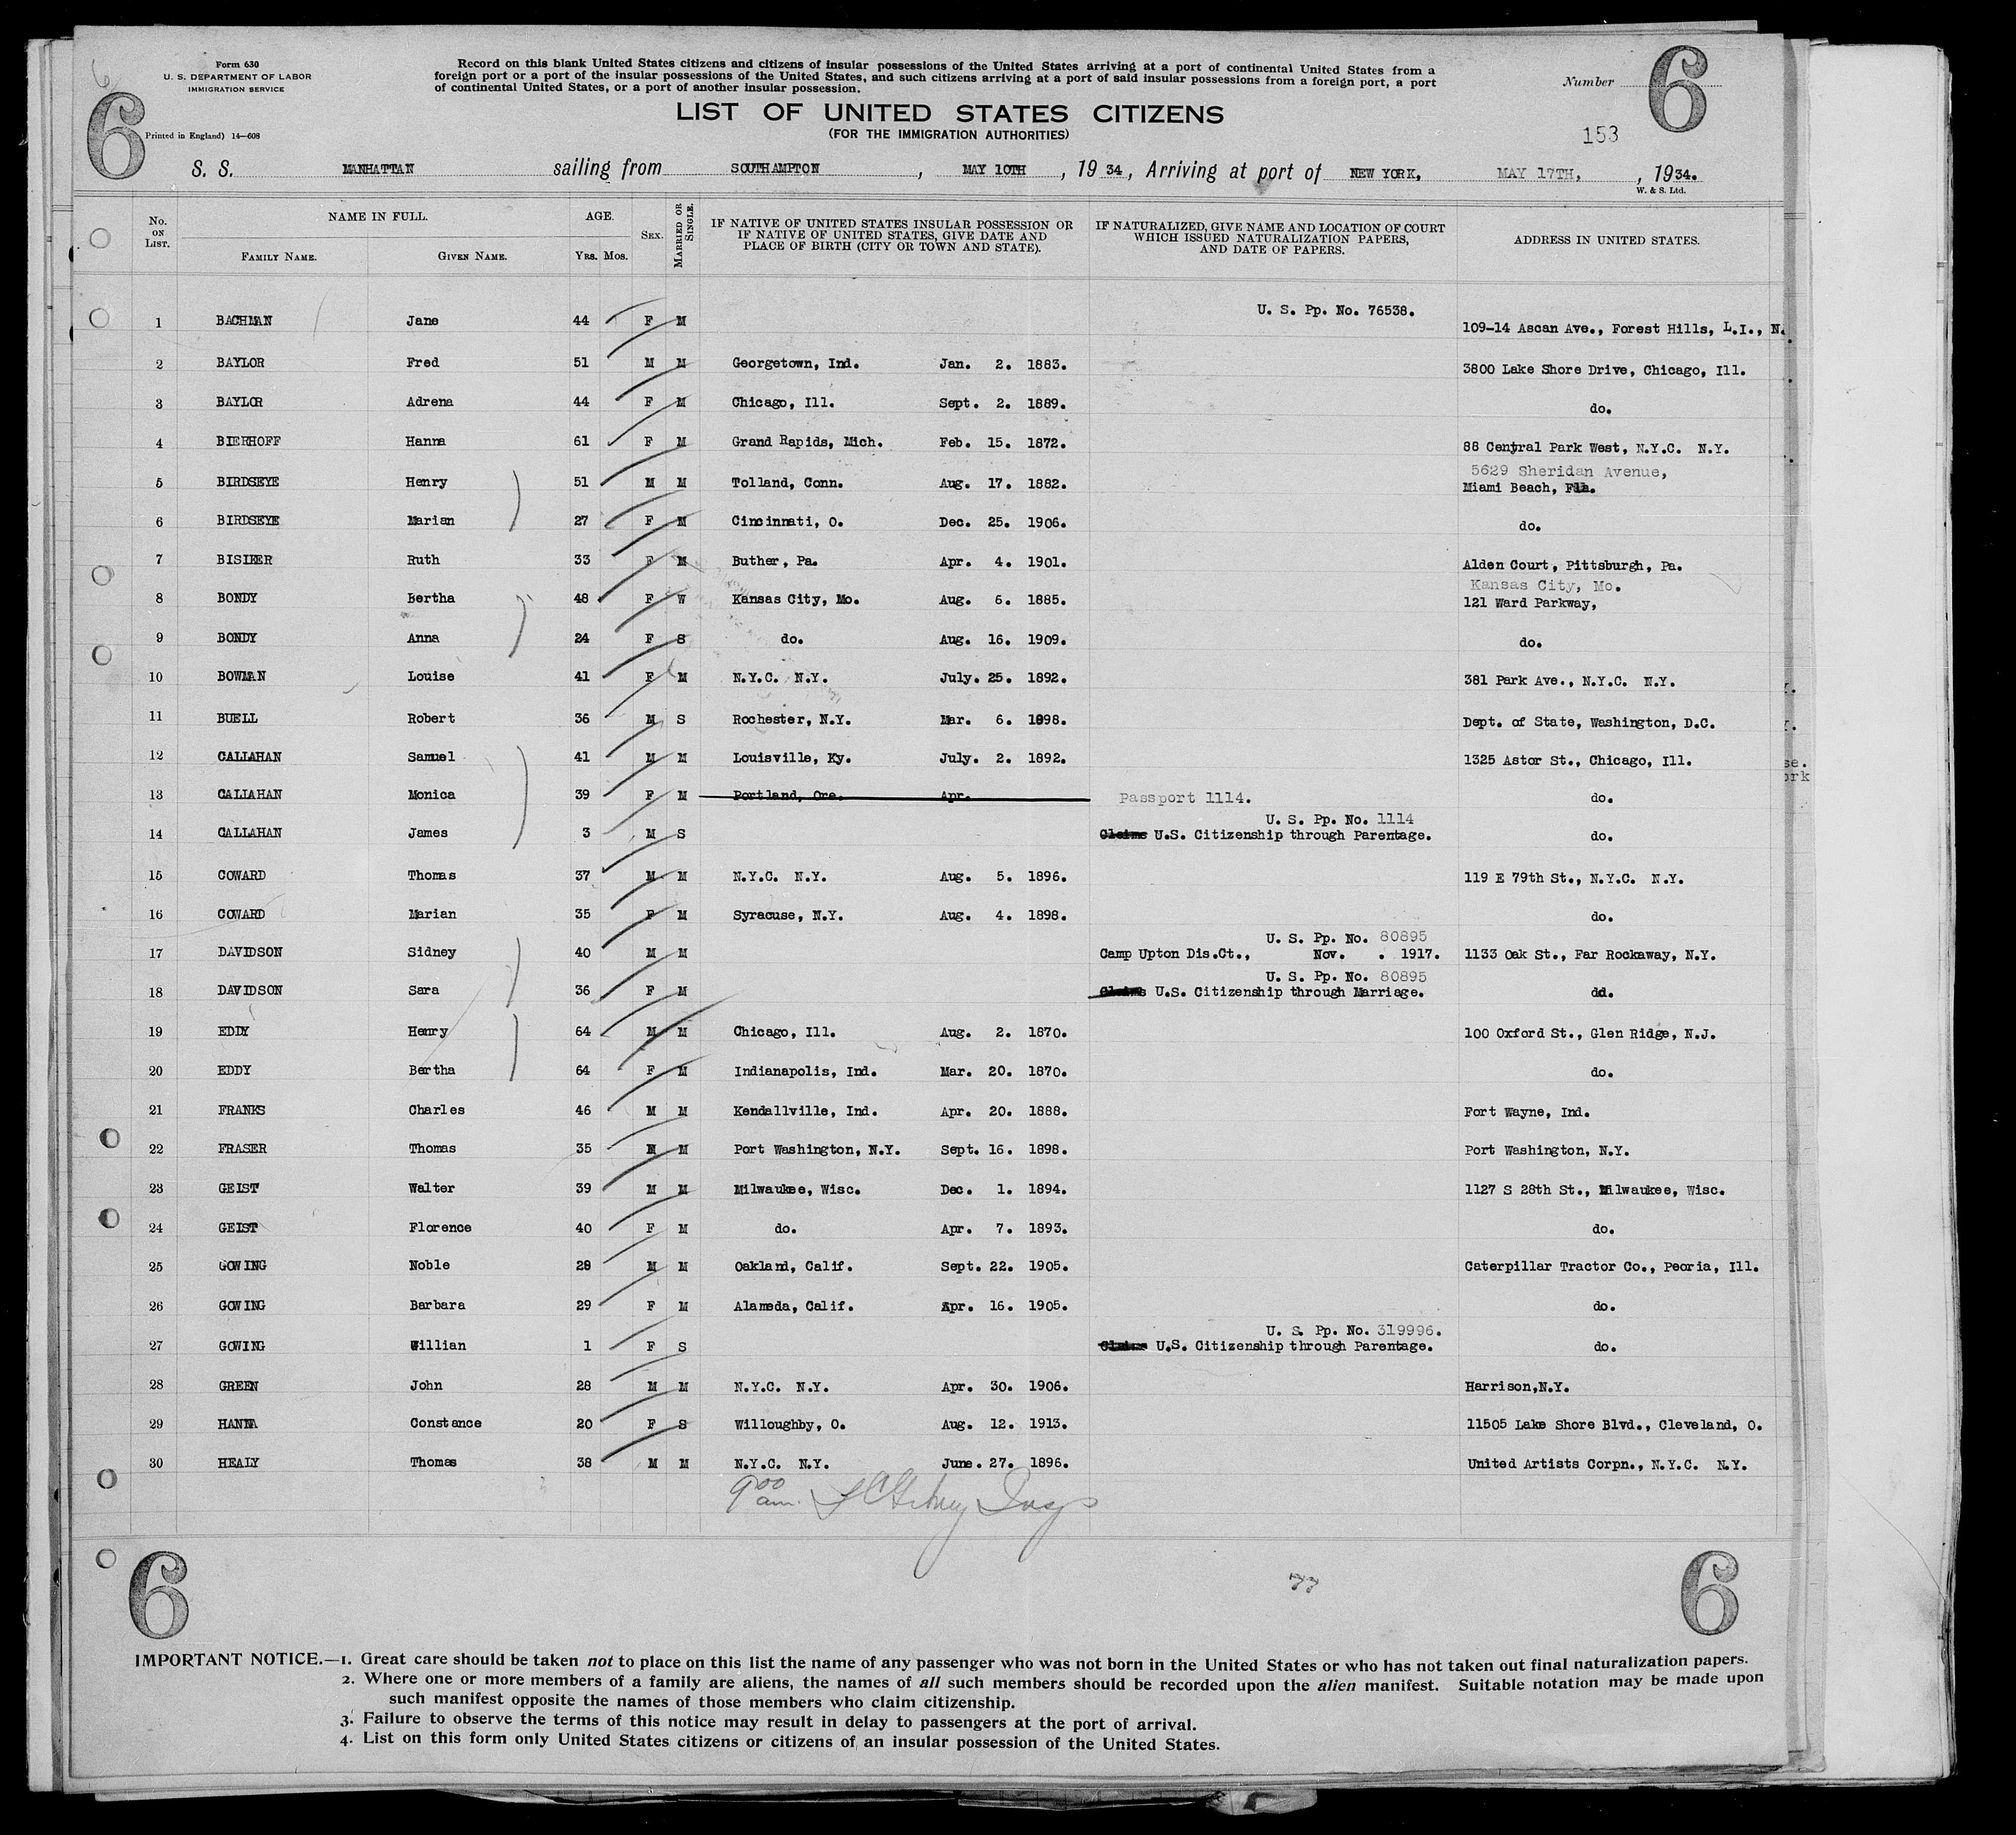 Form 630
U. S. DEPARTMENT OF LABOR
IMMIGRATION SERVICE
Printed in England) 14—608
6
Record on this blank United States citizens and citizens of insular possessions of the United States arriving at a port of continental United States from a
foreign port or a port of the insular possessions of the United States, and such citizens arriving at a port of said insular possessions from a foreign port, a port
of continental United States, or a port of another insular possession.
Number 6
LIST OF UNITED STATES CITIZENS
(FOR THE IMMIGRATION AUTHORITIES)
153
S. S. MANHATTAN sailing from SOUTHAMPTON, MAY 10TH, 1934, Arriving at port of NEW YORK, MAY 17TH, , 1934.
W. & S. Ltd.
No. ON LIST. NAME IN FULL. FAMILY NAME. GIVEN NAME. AGE. YRS. MOS. SEX. MARRIED OR SINGLE. IF NATIVE OF UNITED STATES INSULAR POSSESSION OR IF NATIVE OF UNITED STATES, GIVE DATE AND PLACE OF BIRTH (CITY OR TOWN AND STATE). IF NATURALIZED, GIVE NAME AND LOCATION OF COURT WHICH ISSUED NATURALIZATION PAPERS, AND DATE OF PAPERS. ADDRESS IN UNITED STATES.
U. S. Pp. No. 76538.
1 BACHMAN Jane 44 F M 109-14 Ascan Ave., Forest Hills, L.I., N.
2 BAYLOR Fred 51 M M Georgetown, Ind. Jan. 2. 1883. 3800 Lake Shore Drive, Chicago, Ill.
3 BAYLOR Adrena 44 F M Chicago, Ill. Sept. 2. 1889. do.
4 BIERHOFF Hanna 61 F M Grand Rapids, Mich. Feb. 15. 1872. 88 Central Park West, N.Y.C. N.Y.
5629 Sheridan Avenue,
5 BIRDSEYE Henry 51 M M Tolland, Conn. Aug. 17. 1882. Miami Beach, Fla.
6 BIRDSEYE Marian 27 F M Cincinnati, O. Dec. 25. 1906. do.
7 BISIKER Ruth 33 F M Buther, Pa. Apr. 4. 1901. Alden Court, Pittsburgh, Pa.
Kansas City, Mo.
8 BONDY Bertha 48 F W Kansas City, Mo. Aug. 6. 1885. 121 Ward Parkway,
9 BONDY Anna 24 F S do. Aug. 16. 1909. do.
10 BOWMAN Louise 41 F M N.Y.C. N.Y. July. 25. 1892. 381 Park Ave., N.Y.C. N.Y.
11 BUELL Robert 36 M S Rochester, N.Y. Mar. 6. 1898. Dept. of State, Washington, D.C.
12 CALLAHAN Samuel 41 M M Louisville, Ky. July. 2. 1892. 1325 Astor St., Chicago, Ill.
13 CALLAHAN Monica 39 F M Portland, Ore. Apr. Passport 1114. do.
U. S. Pp. No. 1114
14 CALLAHAN James 3 M S Claims U.S. Citizenship through Parentage. do.
15 COWARD Thomas 37 M M N.Y.C. N.Y. Aug. 5. 1896. 119 E 79th St., N.Y.C. N.Y.
16 COWARD Marian 35 F M Syracuse, N.Y. Aug. 4. 1898. do.
U. S. Pp. No. 80895
17 DAVIDSON Sidney 40 M M Camp Upton Dis.Ct., Nov. . 1917. 1133 Oak St., Far Rockaway, N.Y.
U. S. Pp. No. 80895
18 DAVIDSON Sara 36 F M Claims U.S. Citizenship through Marriage. dd.
19 EDDY Henry 64 M M Chicago, Ill. Aug. 2. 1870. 100 Oxford St., Glen Ridge, N.J.
20 EDDY Bertha 64 F M Indianapolis, Ind. Mar. 20. 1870. do.
21 FRANKS Charles 46 M M Kendallville, Ind. Apr. 20. 1888. Fort Wayne, Ind.
22 FRASER Thomas 35 M M Port Washington, N.Y. Sept. 16. 1898. Port Washington, N.Y.
23 GEIST Walter 39 M M Milwaukee, Wisc. Dec. 1. 1894. 1127 S 28th St., Milwaukee, Wisc.
24 GEIST Florence 40 F M do. Apr. 7. 1893. do.
25 GOWING Noble 28 M M Oakland, Calif. Sept. 22. 1905. Caterpillar Tractor Co., Peoria, Ill.
26 GOWING Barbara 29 F M Alameda, Calif. Apr. 16. 1905. do.
U. S. Pp. No. 319996.
27 GOWING Willian 1 F S Claims U.S. Citizenship through Parentage. do.
28 GREEN John 28 M M N.Y.C. N.Y. Apr. 30. 1906. Harrison,N.Y.
29 HANNA Constance 20 F S Willoughby, O. Aug. 12. 1913. 11505 Lake Shore Blvd., Cleveland, O.
30 HEALY Thomas 38 M M N.Y.C. N.Y. June. 27. 1896. United Artists Corpn., N.Y.C. N.Y.
9 00 am.
77
6 6
IMPORTANT NOTICE.—1. Great care should be taken not to place on this list the name of any passenger who was not born in the United States or who has not taken out final naturalization papers.
2. Where one or more members of a family are aliens, the names of all such members should be recorded upon the alien manifest. Suitable notation may be made upon
such manifest opposite the names of those members who claim citizenship.
3. Failure to observe the terms of this notice may result in delay to passengers at the port of arrival.
4. List on this form only United States citizens or citizens of an insular possession of the United States.